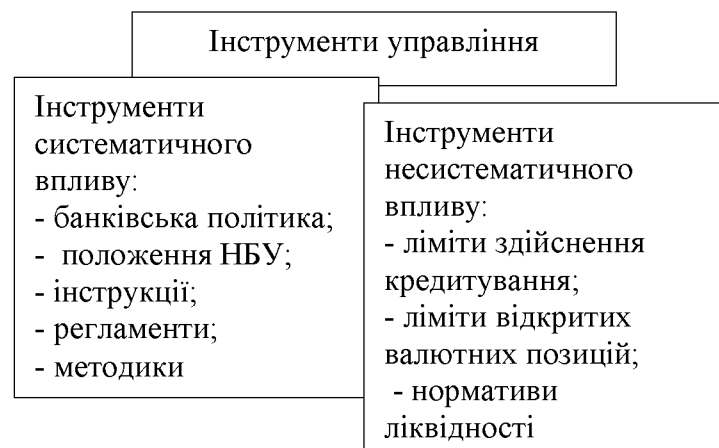 Інструменти управління
Інструменти
систематичного
впливу:
- банківська політика;
- положення НБУ;
- інструкції;
- регламенти;
- методики
Інструменти
несистематичного
впливу:
- ліміти здійснення
кредитування;
- ліміти відкритих
валютних позицій;
- нормативи
ліквідності